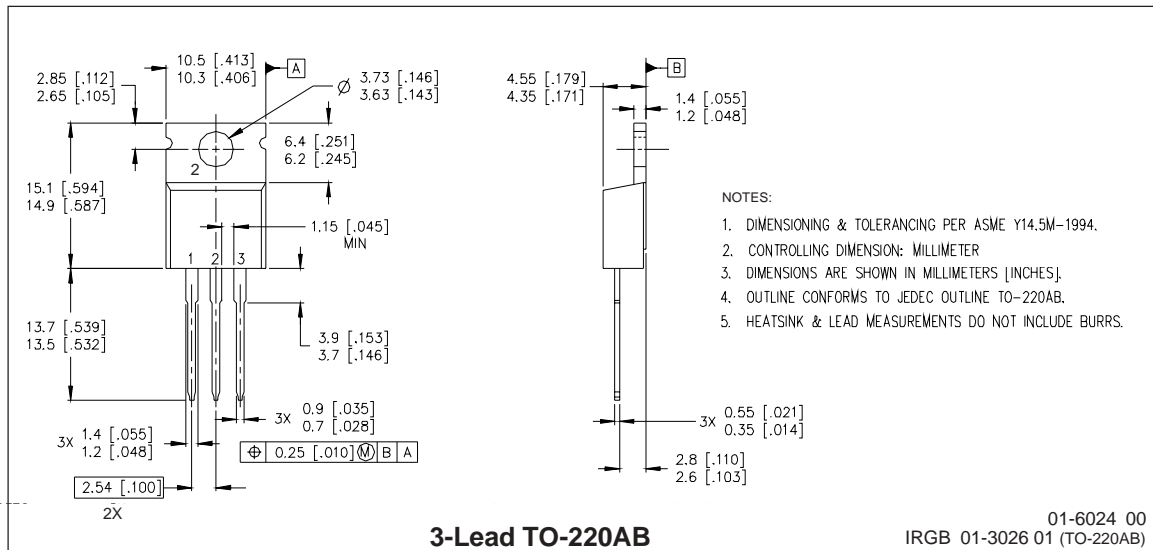 10.5 [.413]
10.3 [.406]
A
2.85 [.112]
2.65 [.105]
Ø 3.73 [.146]
3.63 [.143]
6.4 [.251]
6.2 [.245]
2
15.1 [.594]
14.9 [.587]
1.15 [.045]
MIN
1 2 3
13.7 [.539]
13.5 [.532]
3.9 [.153]
3.7 [.146]
3X 0.9 [.035]
0.7 [.028]
3X 1.4 [.055]
1.2 [.048]
⌖ 0.25 [.010] Ⓜ B A
2.54 [.100]
2X
4.55 [.179]
4.35 [.171]
B
1.4 [.055]
1.2 [.048]
3X 0.55 [.021]
0.35 [.014]
2.8 [.110]
2.6 [.103]
NOTES:
1. DIMENSIONING & TOLERANCING PER ASME Y14.5M-1994.
2. CONTROLLING DIMENSION: MILLIMETER
3. DIMENSIONS ARE SHOWN IN MILLIMETERS [INCHES].
4. OUTLINE CONFORMS TO JEDEC OUTLINE TO-220AB.
5. HEATSINK & LEAD MEASUREMENTS DO NOT INCLUDE BURRS.
3-Lead TO-220AB
01-6024 00
IRGB 01-3026 01 (TO-220AB)